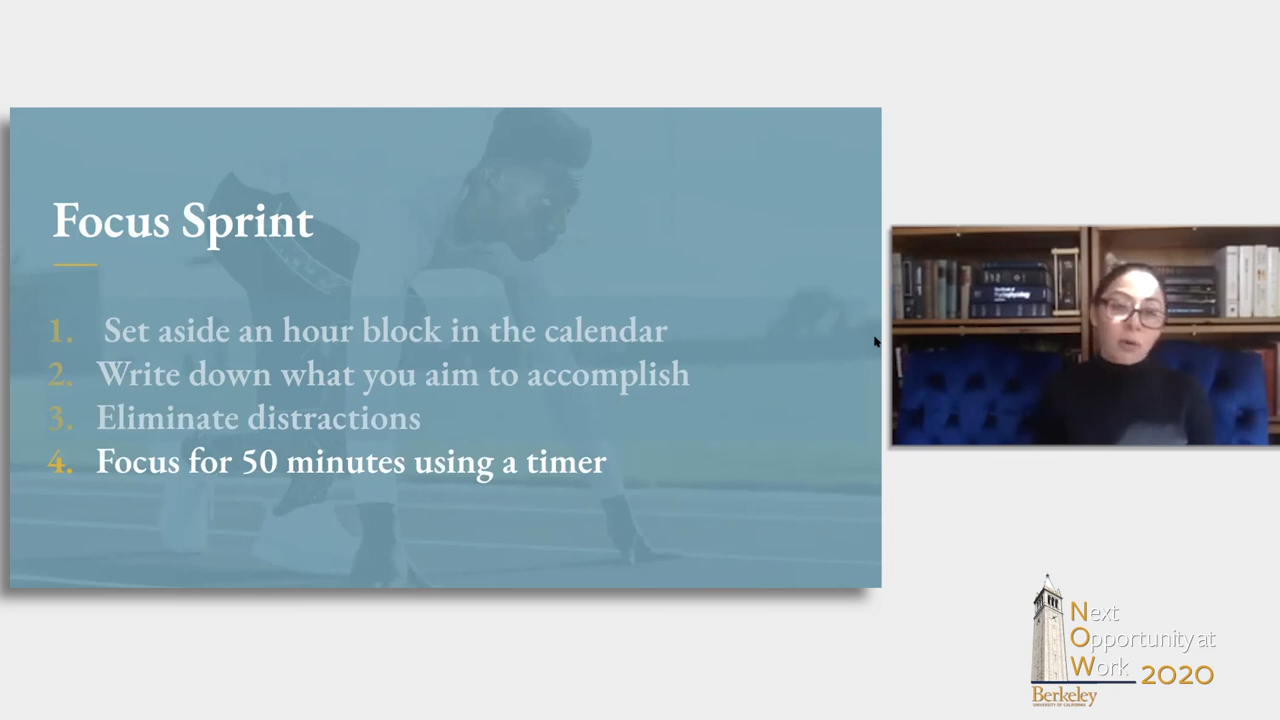 Focus Sprint
1. Set aside an hour block in the calendar
2. Write down what you aim to accomplish
3. Eliminate distractions
4. Focus for 50 minutes using a timer
Next
Opportunity at
Work 2020
Berkeley
UNIVERSITY OF CALIFORNIA